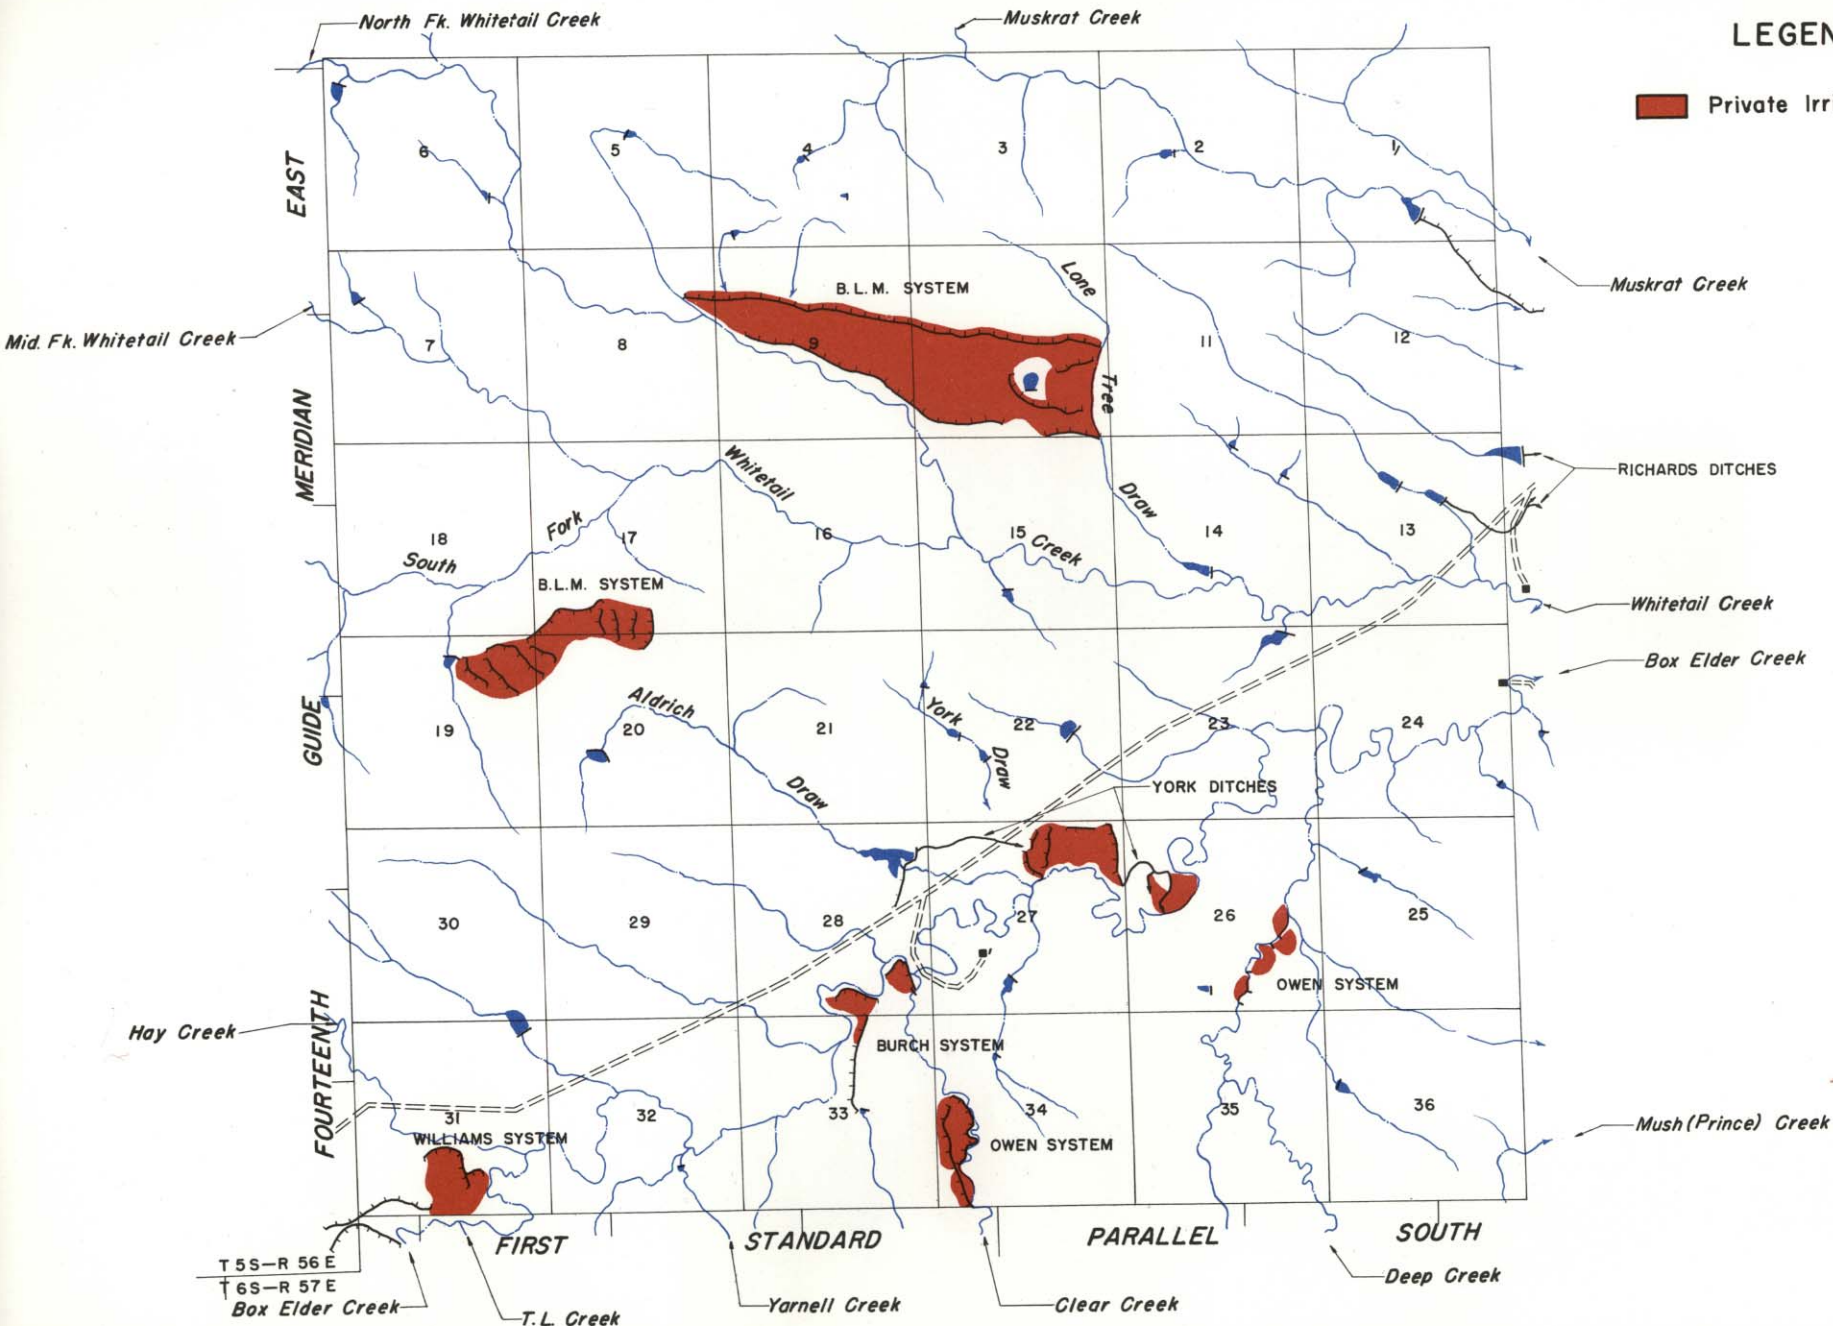 North Fk. Whitetail Creek
Muskrat Creek
LEGEN
Private Irr
6
5
4
3
2
1
EAST
Muskrat Creek
Mid. Fk. Whitetail Creek
B.L.M. SYSTEM
Lone
Tree
Draw
7
8
9
11
12
MERIDIAN
RICHARDS DITCHES
18
17
16
15
14
13
South
Fork
Whitetail
Creek
B.L.M. SYSTEM
Whitetail Creek
Box Elder Creek
GUIDE
19
20
21
22
23
24
Aldrich
Draw
York
Draw
YORK DITCHES
30
29
28
27
26
25
OWEN SYSTEM
FOURTEENTH
Hay Creek
BURCH SYSTEM
31
32
33
34
35
36
WILLIAMS SYSTEM
OWEN SYSTEM
Mush (Prince) Creek
FIRST
STANDARD
PARALLEL
SOUTH
T 5S—R 56 E
T 6S—R 57 E
Box Elder Creek
T.L. Creek
Yarnell Creek
Clear Creek
Deep Creek